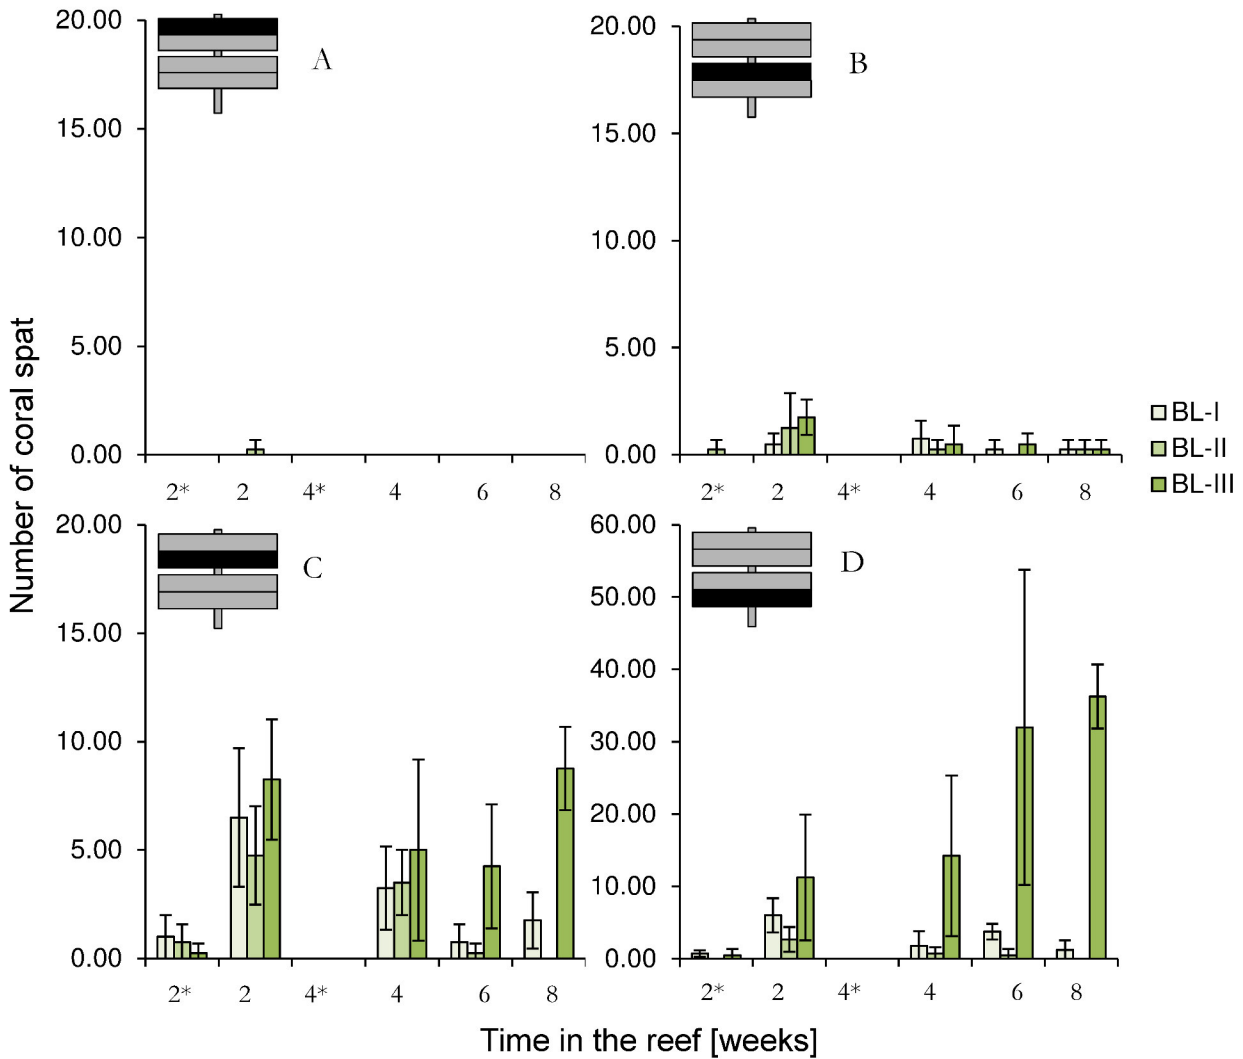 Number of coral spat
20.00
15.00
10.00
5.00
0.00
A
2* 2 4* 4 6 8
20.00
15.00
10.00
5.00
0.00
B
2* 2 4* 4 6 8
BL-I
BL-II
BL-III
20.00
15.00
10.00
5.00
0.00
C
2* 2 4* 4 6 8
60.00
50.00
40.00
30.00
20.00
10.00
0.00
D
2* 2 4* 4 6 8
Time in the reef [weeks]